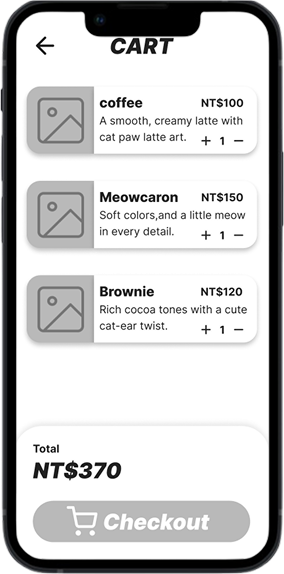 CART
coffee NT$100
A smooth, creamy latte with
cat paw latte art. + 1 −
Meowcaron NT$150
Soft colors,and a little meow
in every detail. + 1 −
Brownie NT$120
Rich cocoa tones with a cute
cat-ear twist. + 1 −
Total
NT$370
Checkout